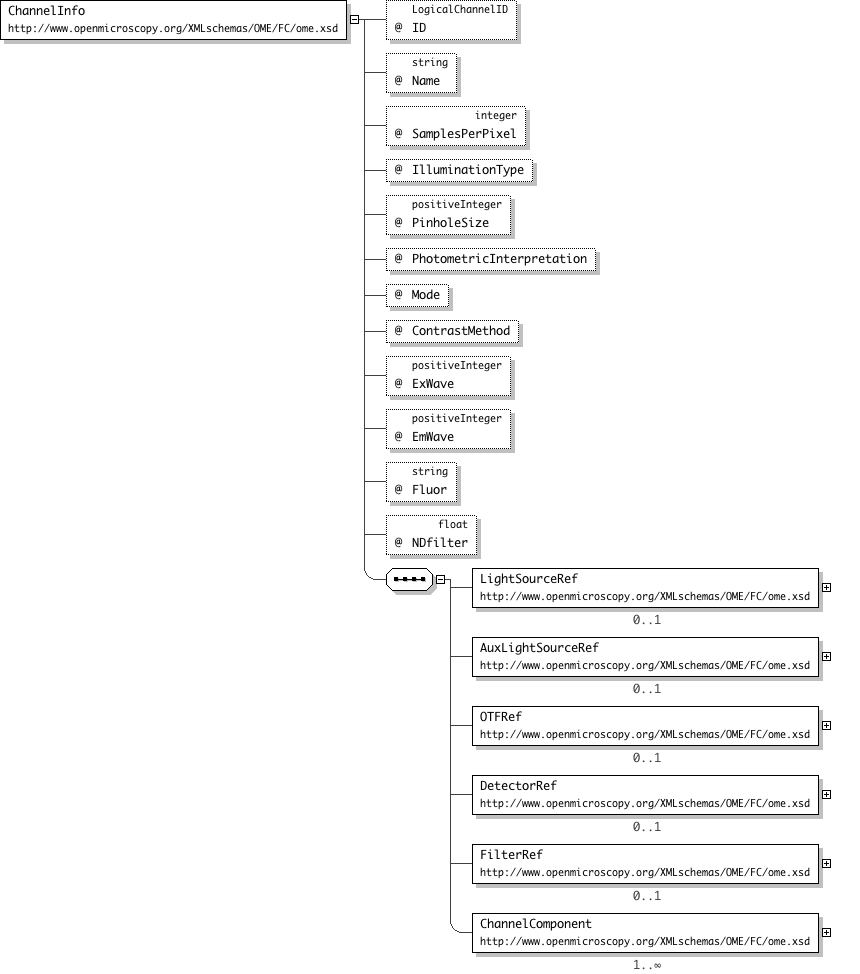 ChannelInfo
http://www.openmicroscopy.org/XMLschemas/OME/FC/ome.xsd
LogicalChannelID
@ ID
string
@ Name
integer
@ SamplesPerPixel
@ IlluminationType
positiveInteger
@ PinholeSize
@ PhotometricInterpretation
@ Mode
@ ContrastMethod
positiveInteger
@ ExWave
positiveInteger
@ EmWave
string
@ Fluor
float
@ NDfilter
LightSourceRef
http://www.openmicroscopy.org/XMLschemas/OME/FC/ome.xsd
0..1
AuxLightSourceRef
http://www.openmicroscopy.org/XMLschemas/OME/FC/ome.xsd
0..1
OTFRef
http://www.openmicroscopy.org/XMLschemas/OME/FC/ome.xsd
0..1
DetectorRef
http://www.openmicroscopy.org/XMLschemas/OME/FC/ome.xsd
0..1
FilterRef
http://www.openmicroscopy.org/XMLschemas/OME/FC/ome.xsd
0..1
ChannelComponent
http://www.openmicroscopy.org/XMLschemas/OME/FC/ome.xsd
1..∞